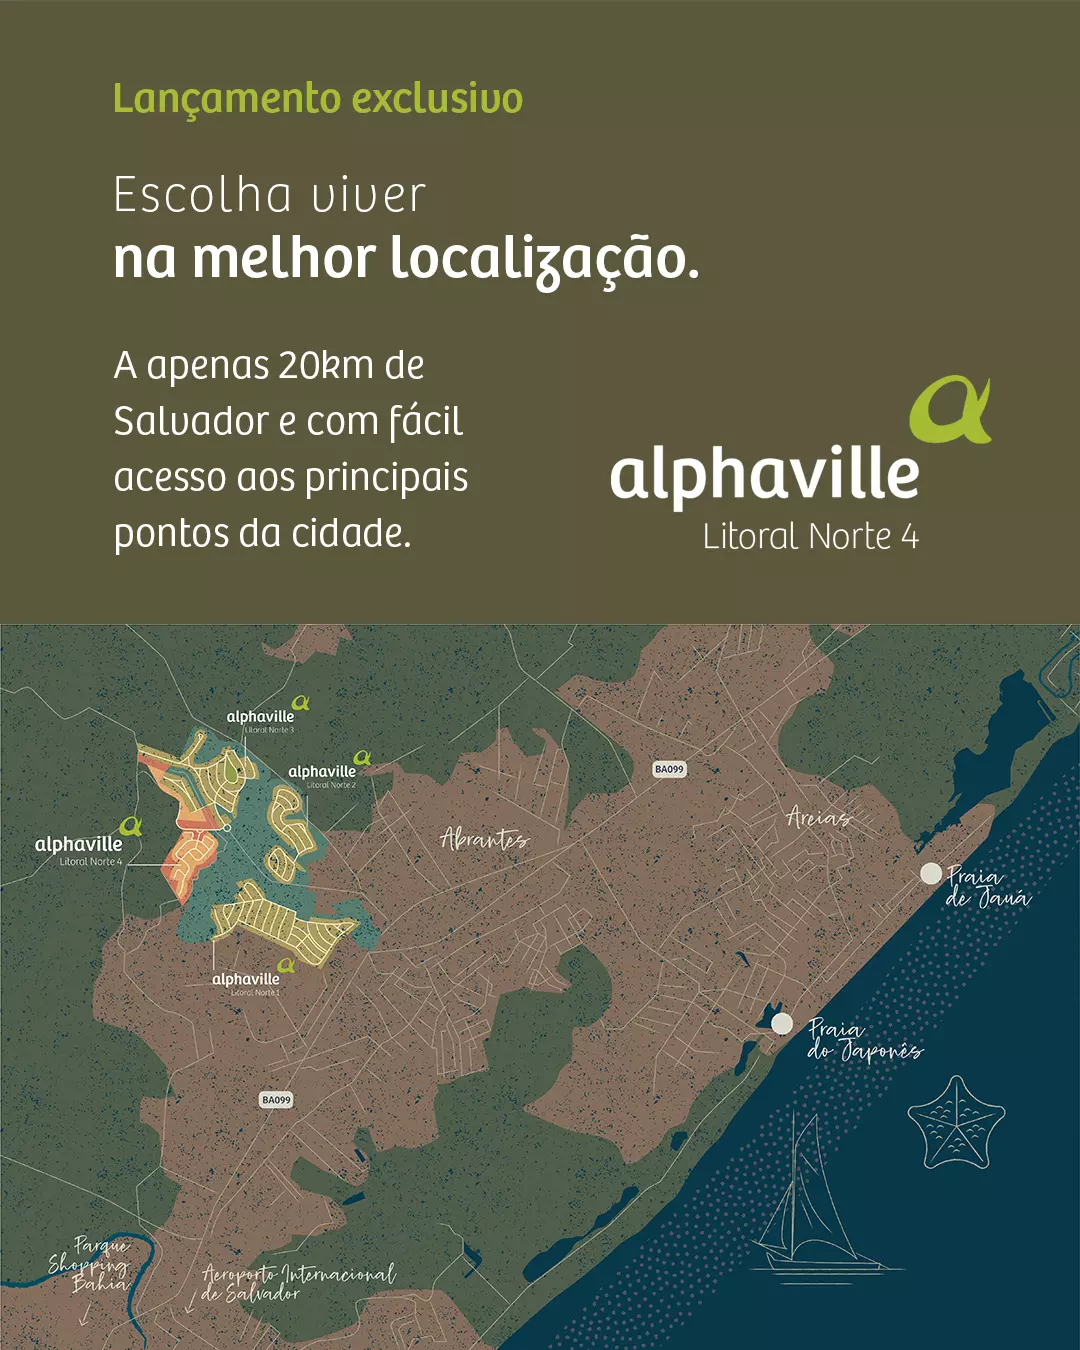 Lançamento exclusivo
Escolha viver
na melhor localização.
A apenas 20km de
Salvador e com fácil
acesso aos principais
pontos da cidade.
alphaville
Litoral Norte 4
alphaville
Litoral Norte 3
alphaville
Litoral Norte 2
BA099
alphaville
Litoral Norte 4
Abrantes
Areias
Praia
de Jauá
alphaville
Litoral Norte 1
Praia
do Japonês
BA099
Parque
Shopping
Bahia
Aeroporto Internacional
de Salvador